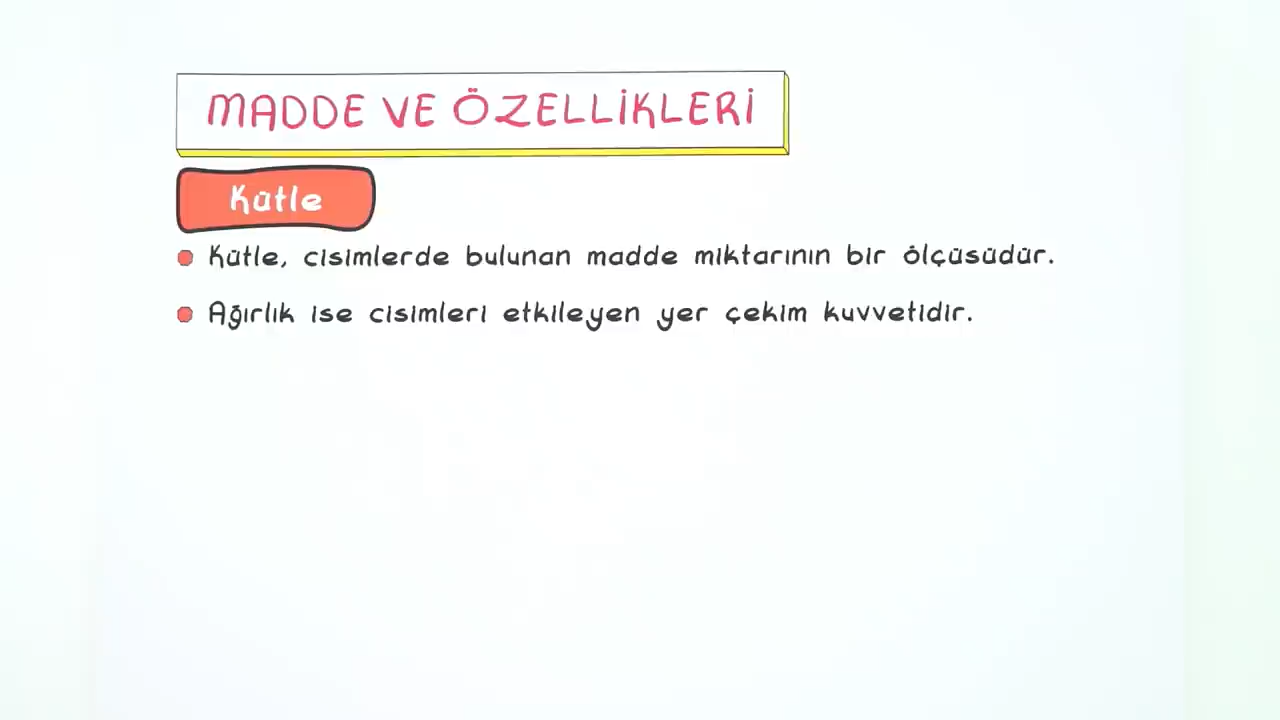 MADDE VE ÖZELLİKLERİ
Kütle
Kütle, cisimlerde bulunan madde miktarının bir ölçüsüdür.
Ağırlık ise cisimleri etkileyen yer çekim kuvvetidir.